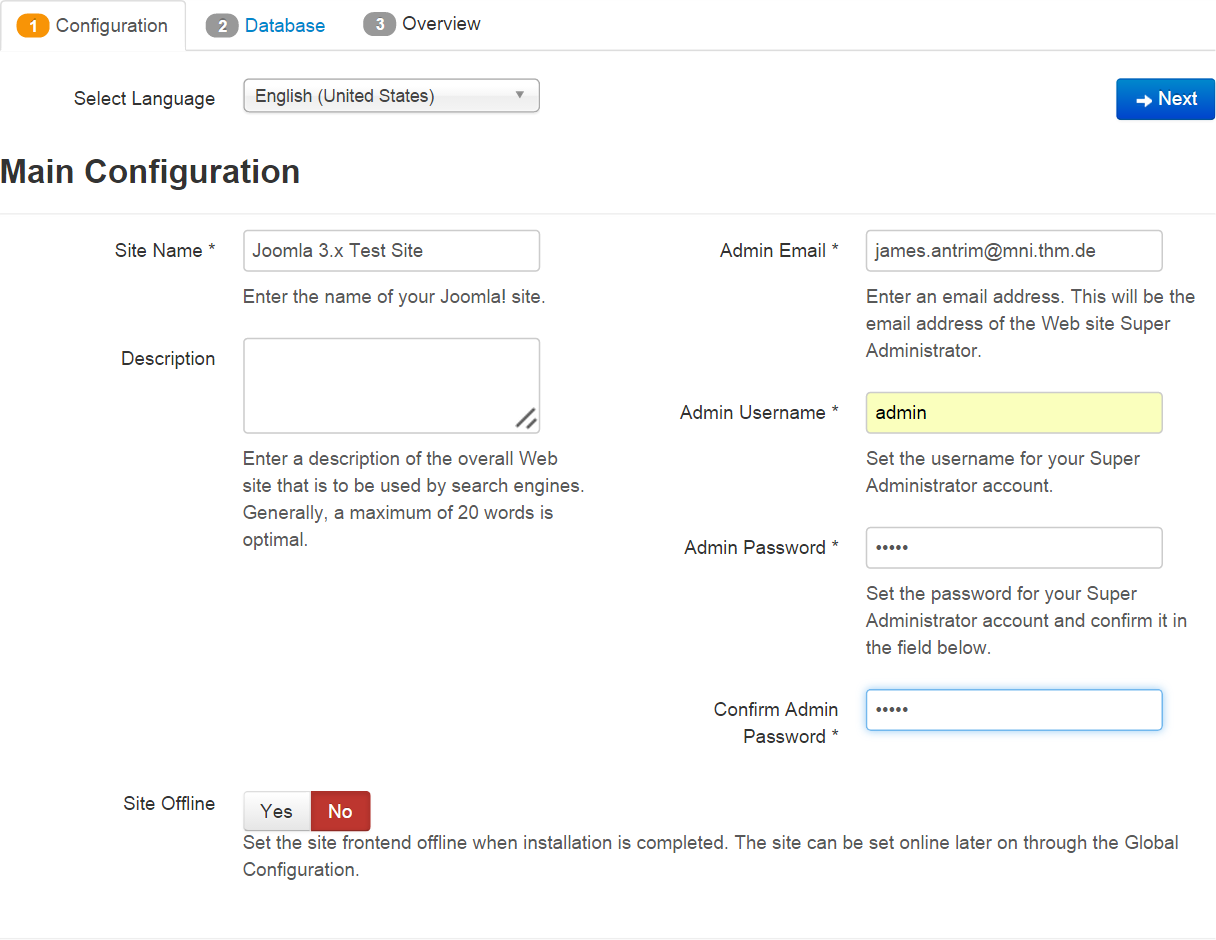 1 Configuration 2 Database 3 Overview
Select Language English (United States) Next
Main Configuration
Site Name * Joomla 3.x Test Site
Enter the name of your Joomla! site.
Description
Enter a description of the overall Web
site that is to be used by search engines.
Generally, a maximum of 20 words is
optimal.
Admin Email * james.antrim@mni.thm.de
Enter an email address. This will be the
email address of the Web site Super
Administrator.
Admin Username * admin
Set the username for your Super
Administrator account.
Admin Password * •••••
Set the password for your Super
Administrator account and confirm it in
the field below.
Confirm Admin •••••
Password *
Site Offline Yes No
Set the site frontend offline when installation is completed. The site can be set online later on through the Global
Configuration.